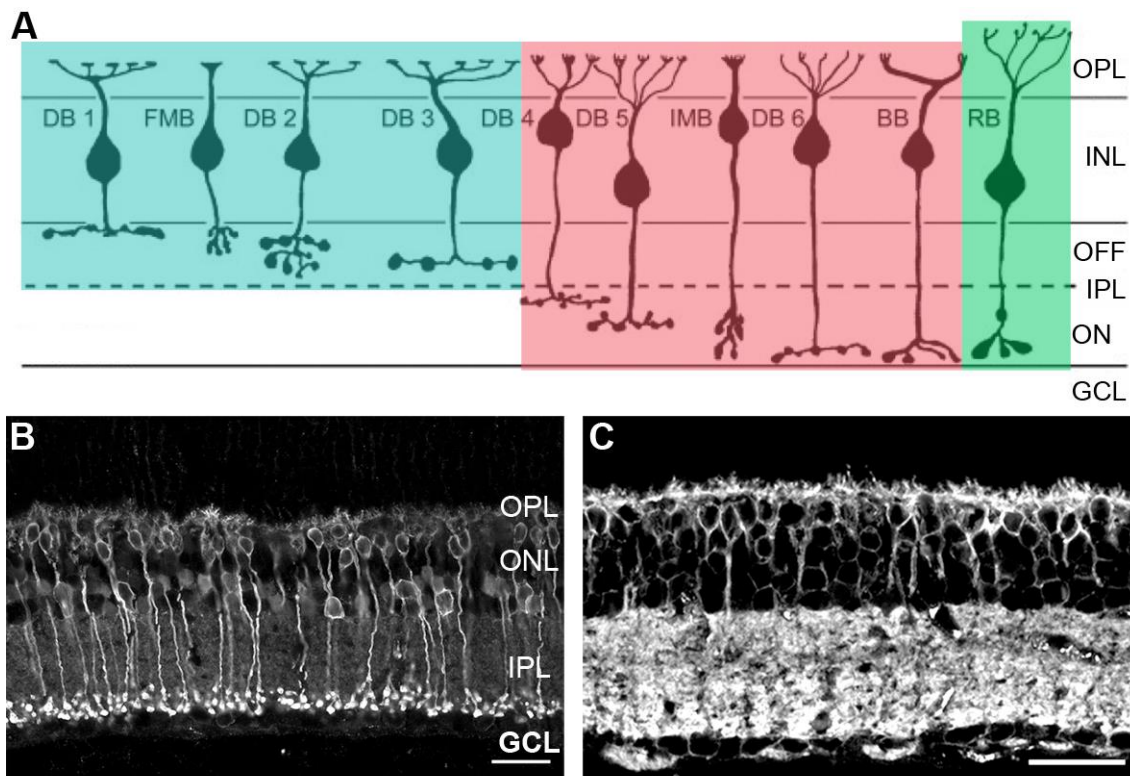 A
OPL
DB 1 FMB DB 2 DB 3 DB 4 DB 5 IMB DB 6 BB RB
INL
OFF
IPL
ON
GCL
B
OPL
ONL
IPL
GCL
C